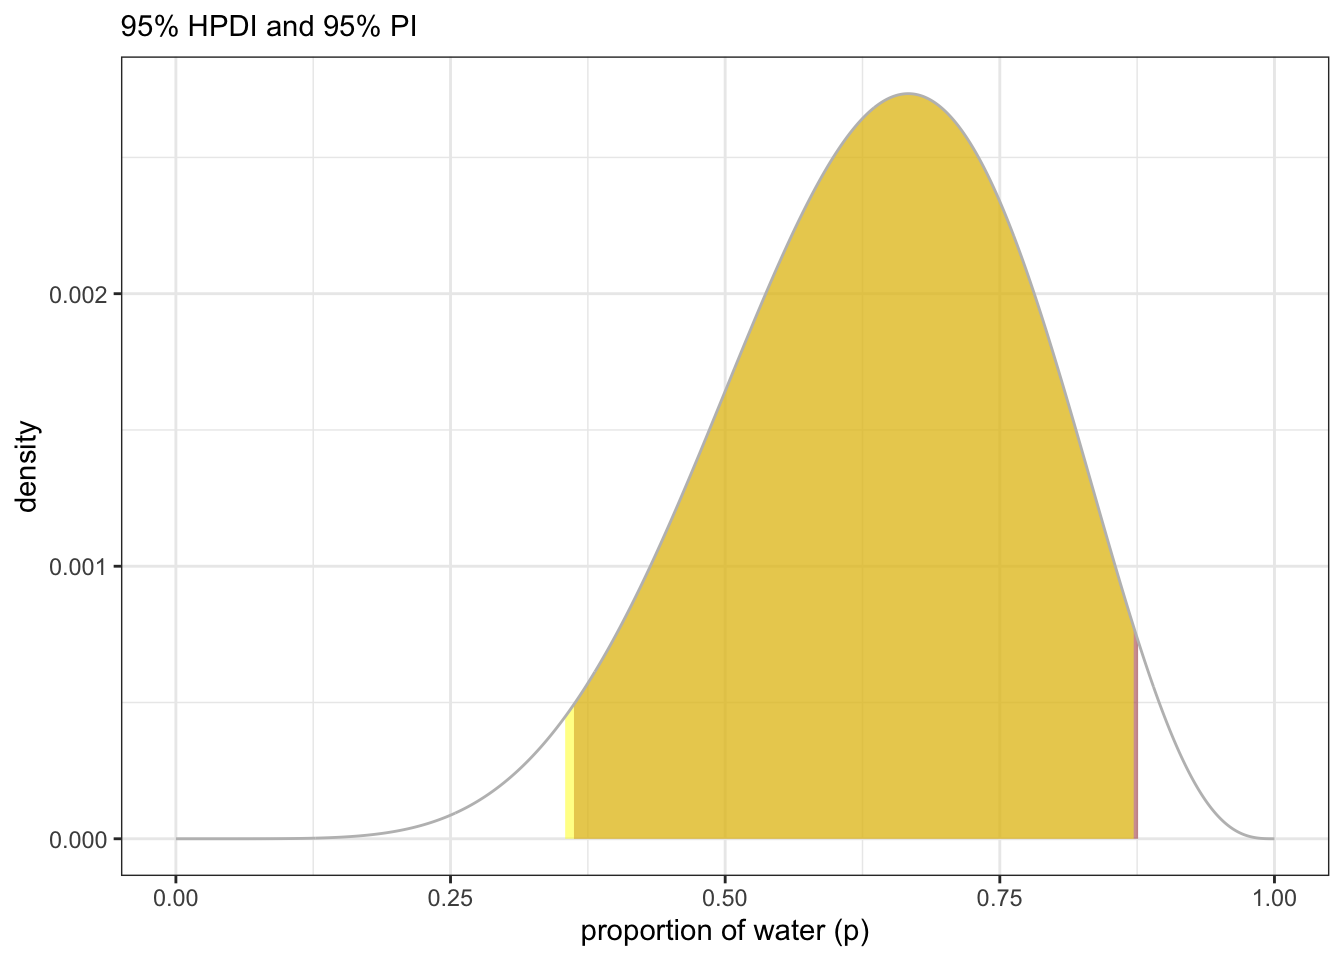 95% HPDI and 95% PI
density
0.002
0.001
0.000
0.00 0.25 0.50 0.75 1.00
proportion of water (p)